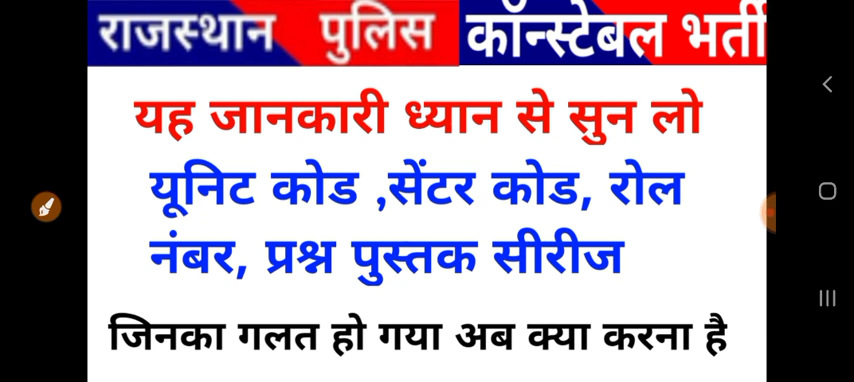 राजस्थान पुलिस कॉन्स्टेबल भर्ती
यह जानकारी ध्यान से सुन लो
यूनिट कोड ,सेंटर कोड, रोल
नंबर, प्रश्न पुस्तक सीरीज
जिनका गलत हो गया अब क्या करना है